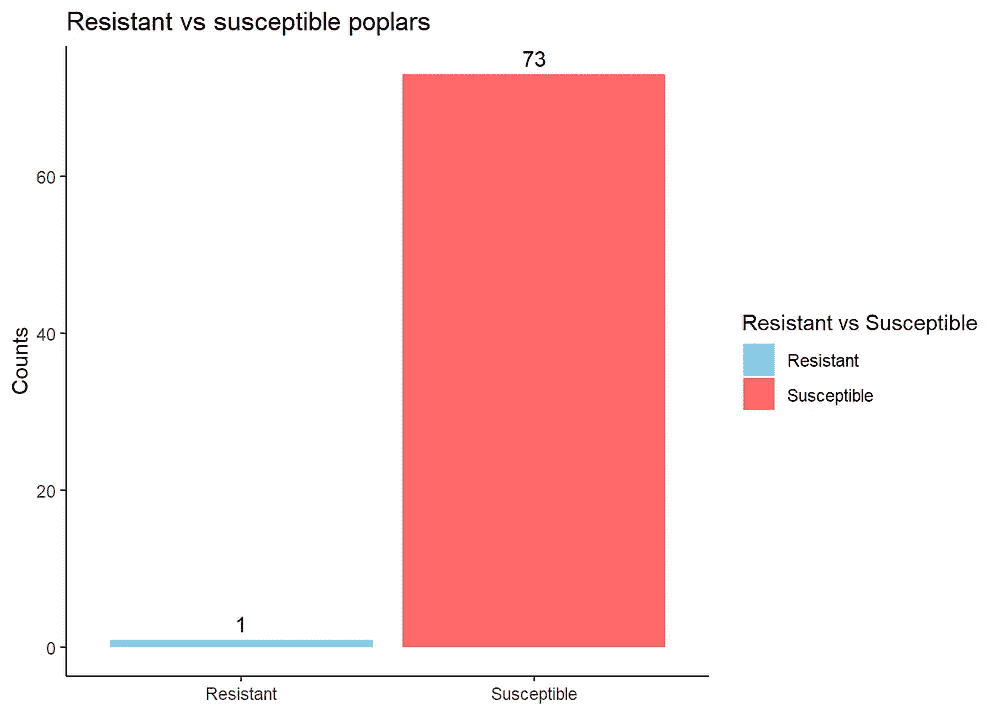 Resistant vs susceptible poplars
73
60
40
20
0
Counts
1
Resistant
Susceptible
Resistant vs Susceptible
Resistant
Susceptible